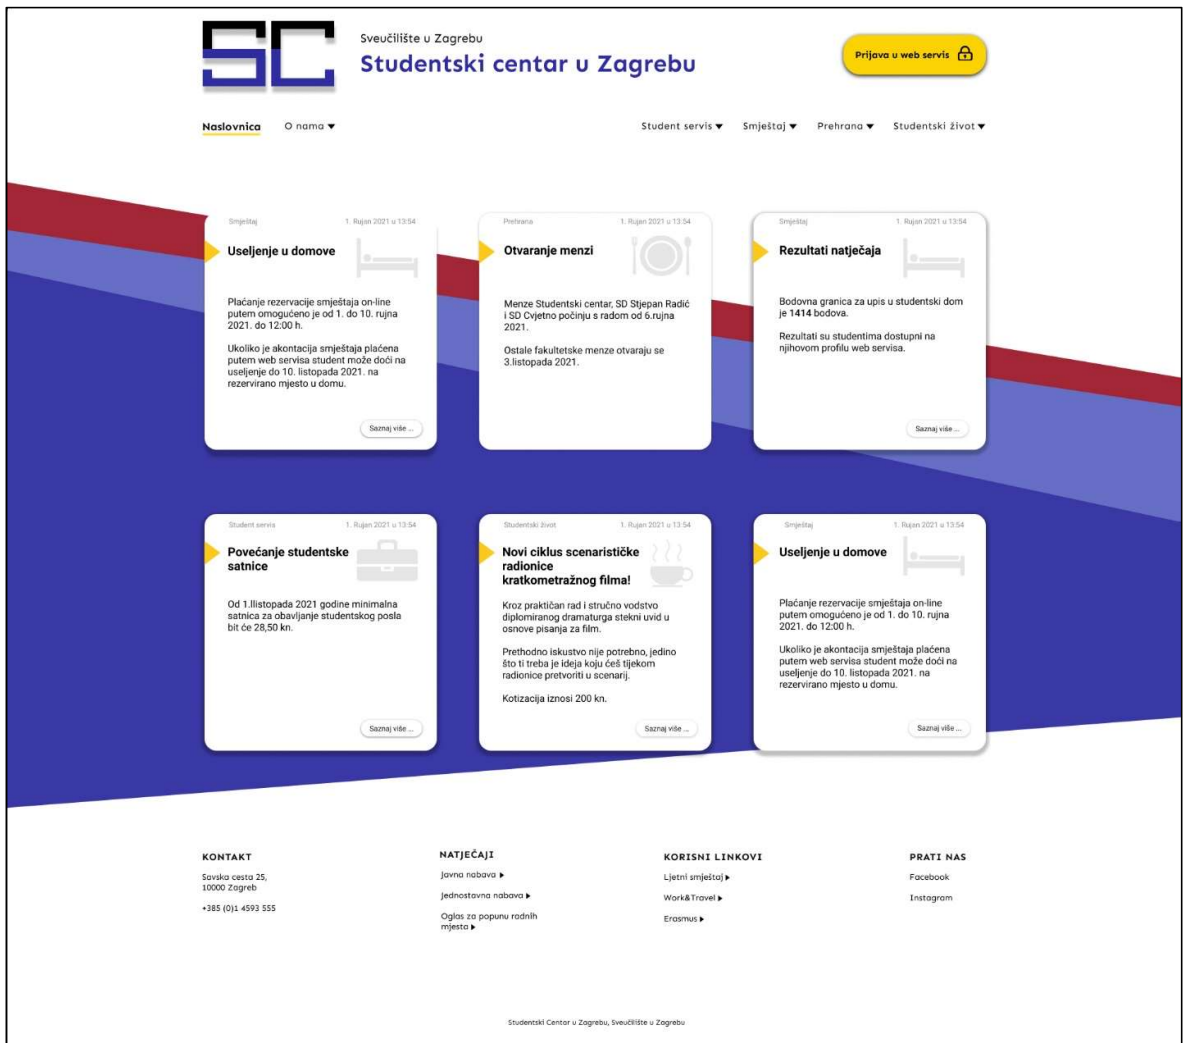 SC
Sveučilište u Zagrebu
Studentski centar u Zagrebu
Prijava u web servis
Naslovnica
O nama
Student servis
Smještaj
Prehrana
Studentski život
Smještaj
1. Rujan 2021 u 13:54
Useljenje u domove
Plaćanje rezervacije smještaja on-line
putem omogućeno je od 1. do 10. rujna
2021. do 12:00 h.
Ukoliko je akontacija smještaja plaćena
putem web servisa student može doći na
useljenje do 10. listopada 2021. na
rezervirano mjesto u domu.
Saznaj više ...
Prehrana
1. Rujan 2021 u 13:54
Otvaranje menzi
Menze Studentski centar, SD Stjepan Radić
i SD Cvjetno počinju s radom od 6.rujna
2021.
Ostale fakultetske menze otvaraju se
3.listopada 2021.
Smještaj
1. Rujan 2021 u 13:54
Rezultati natječaja
Bodovna granica za upis u studentski dom
je 1414 bodova.
Rezultati su studentima dostupni na
njihovom profilu web servisa.
Saznaj više ...
Student servis
1. Rujan 2021 u 13:54
Povećanje studentske
satnice
Od 1.llistopada 2021 godine minimalna
satnica za obavljanje studentskog posla
bit će 28,50 kn.
Saznaj više ...
Studentski život
1. Rujan 2021 u 13:54
Novi ciklus scenarističke
radionice
kratkometražnog filma!
Kroz praktičan rad i stručno vodstvo
diplomiranog dramaturga stekni uvid u
osnove pisanja za film.
Prethodno iskustvo nije potrebno, jedino
što ti treba je ideja koju ćeš tijekom
radionice pretvoriti u scenarij.
Kotizacija iznosi 200 kn.
Saznaj više ...
Smještaj
1. Rujan 2021 u 13:54
Useljenje u domove
Plaćanje rezervacije smještaja on-line
putem omogućeno je od 1. do 10. rujna
2021. do 12:00 h.
Ukoliko je akontacija smještaja plaćena
putem web servisa student može doći na
useljenje do 10. listopada 2021. na
rezervirano mjesto u domu.
Saznaj više ...
KONTAKT
Savska cesta 25,
10000 Zagreb
+385 (0)1 4593 555
NATJEČAJI
Javna nabava
Jednostavna nabava
Oglas za popunu radnih
mjesta
KORISNI LINKOVI
Ljetni smještaj
Work&Travel
Erasmus
PRATI NAS
Facebook
Instagram
Studentski Centar u Zagrebu, Sveučilište u Zagrebu